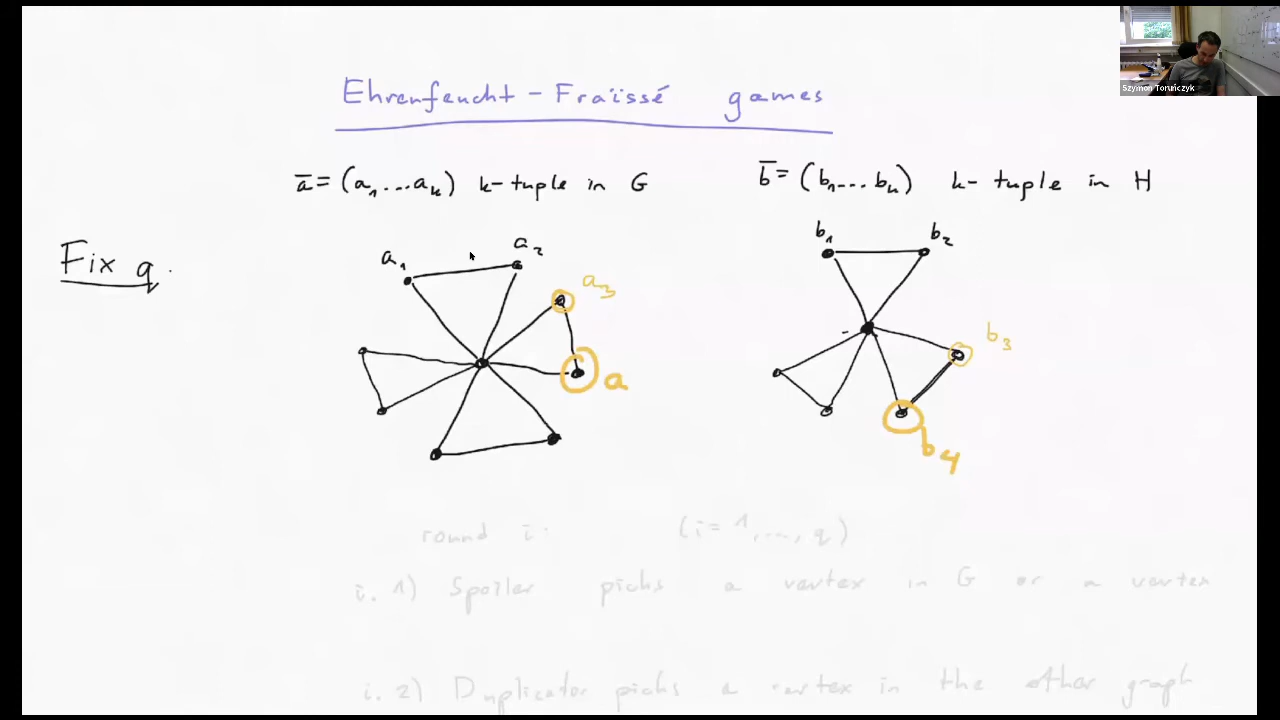 Szymon Toruńczyk
Ehrenfeucht-Fraïssé games
a̅ = (a₁...aₖ) k-tuple in G
b̅ = (b₁...bₖ) k-tuple in H
Fix q.
a₁
a₂
a₃
a
b₁
b₂
b₃
b4
round i: (i=1,...,q)
i. 1) Spoiler picks a vertex in G or a vertex
i. 2) Duplicator picks a vertex in the other graph